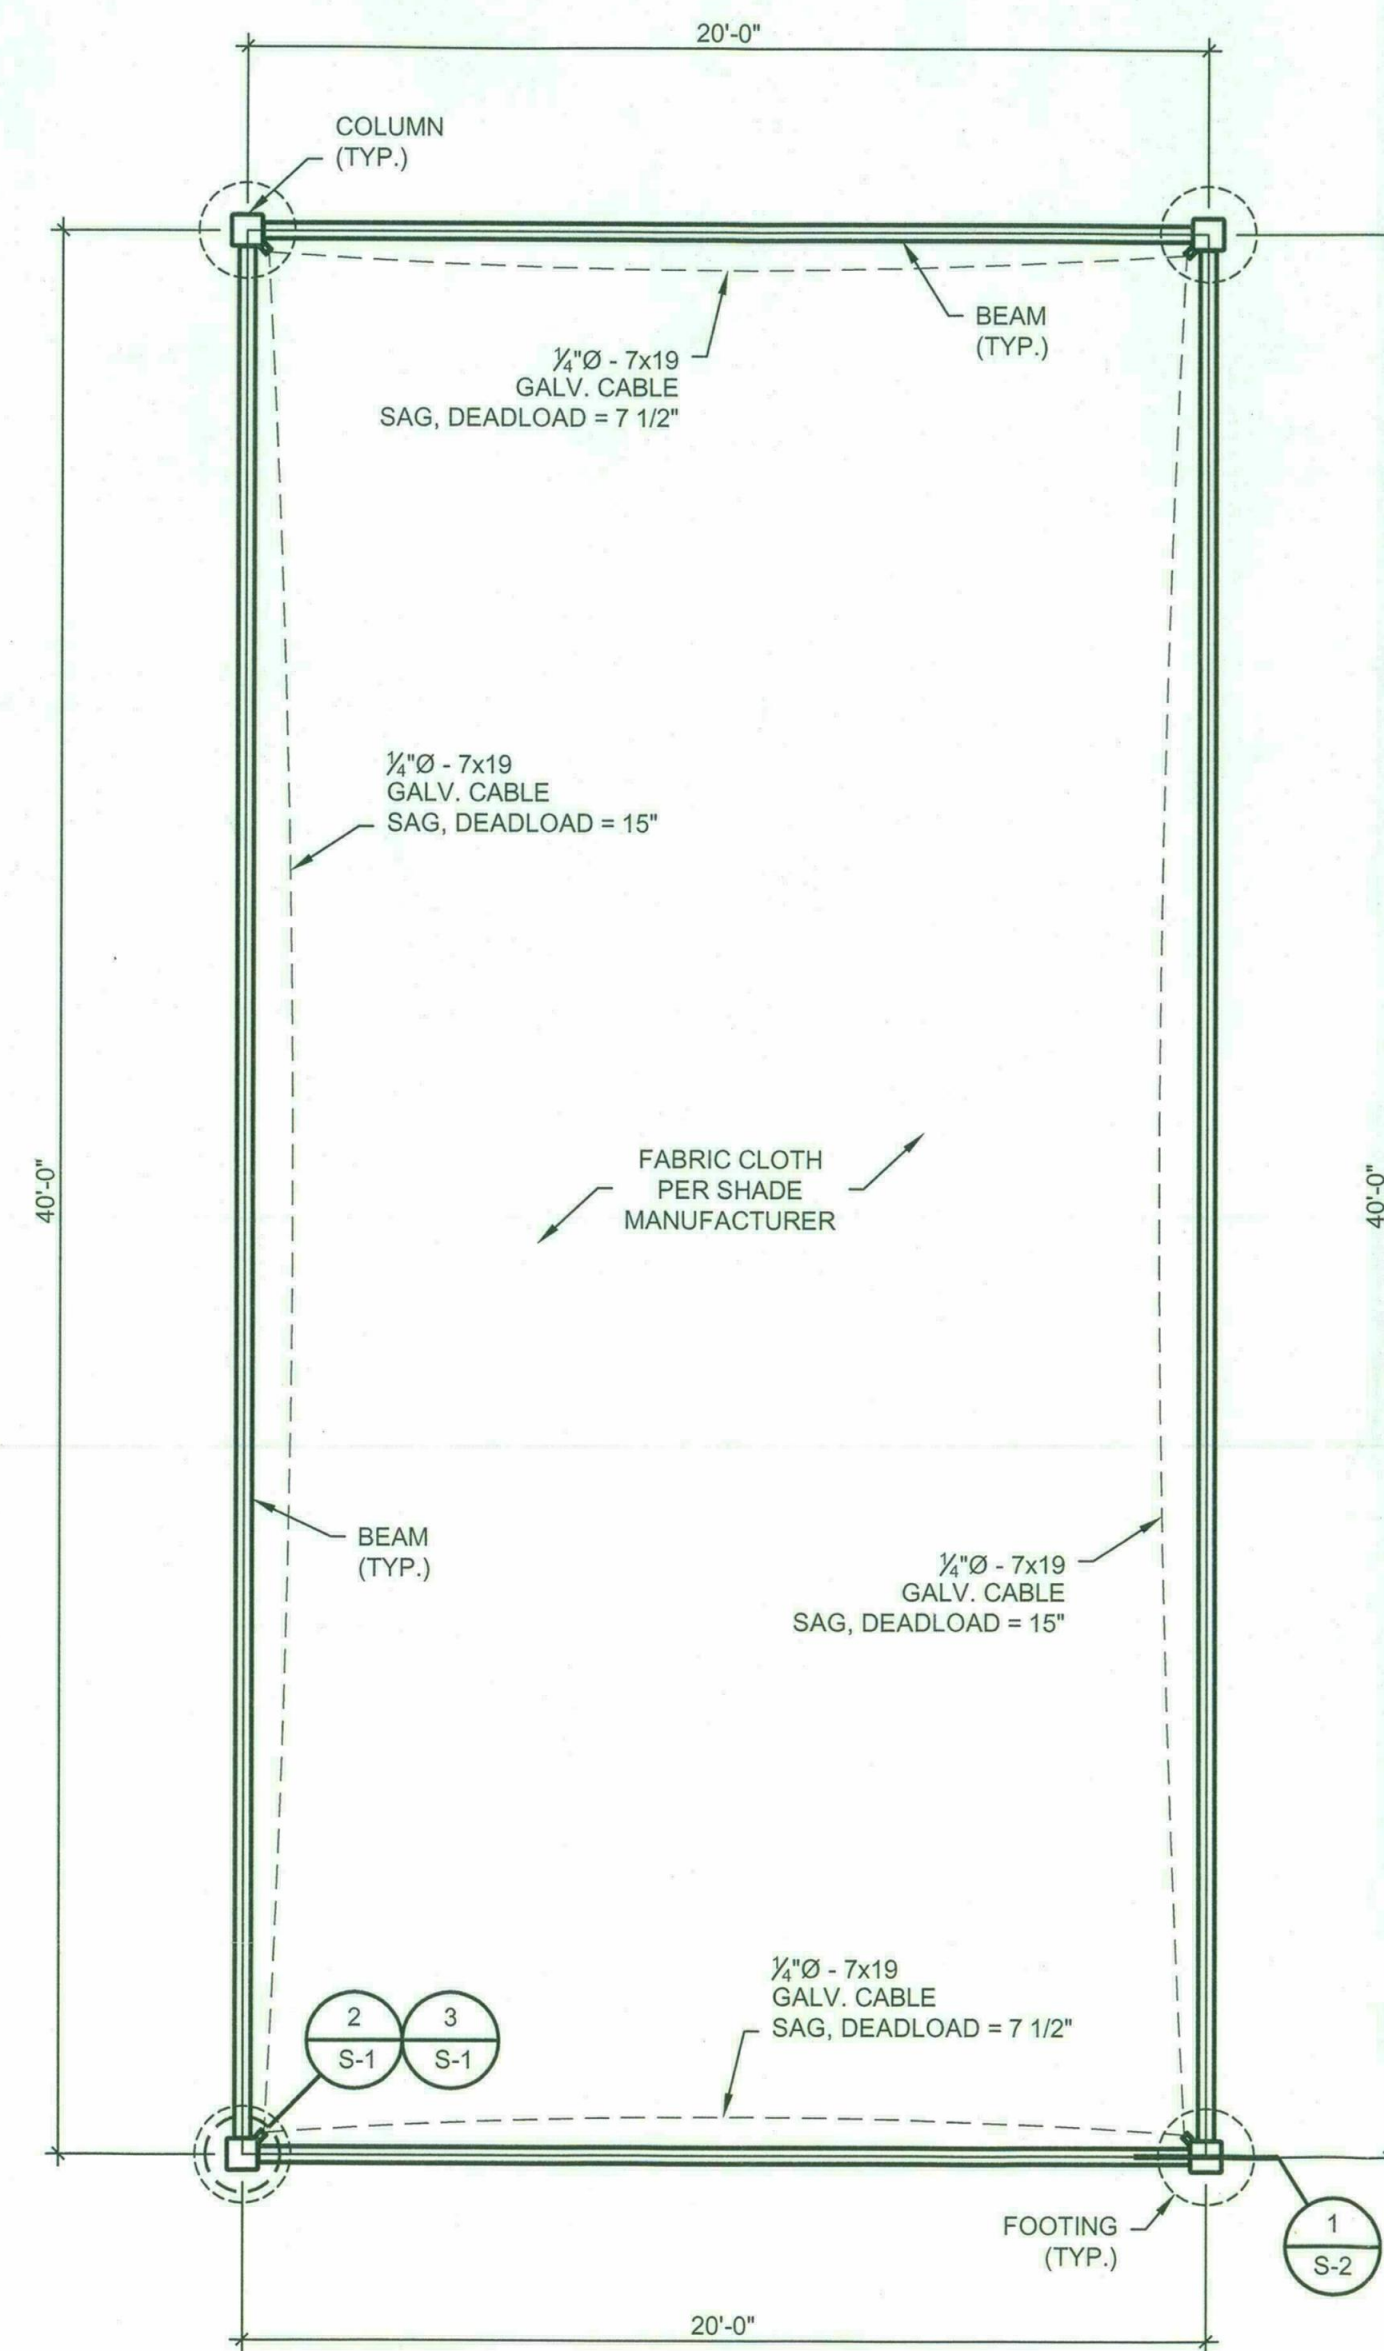 20'-0"
COLUMN
(TYP.)
BEAM
(TYP.)
¼"Ø - 7x19
GALV. CABLE
SAG, DEADLOAD = 7 1/2"
¼"Ø - 7x19
GALV. CABLE
SAG, DEADLOAD = 15"
40'-0"
FABRIC CLOTH
PER SHADE
MANUFACTURER
40'-0"
BEAM
(TYP.)
¼"Ø - 7x19
GALV. CABLE
SAG, DEADLOAD = 15"
¼"Ø - 7x19
GALV. CABLE
SAG, DEADLOAD = 7 1/2"
2
S-1
3
S-1
FOOTING
(TYP.)
1
S-2
20'-0"